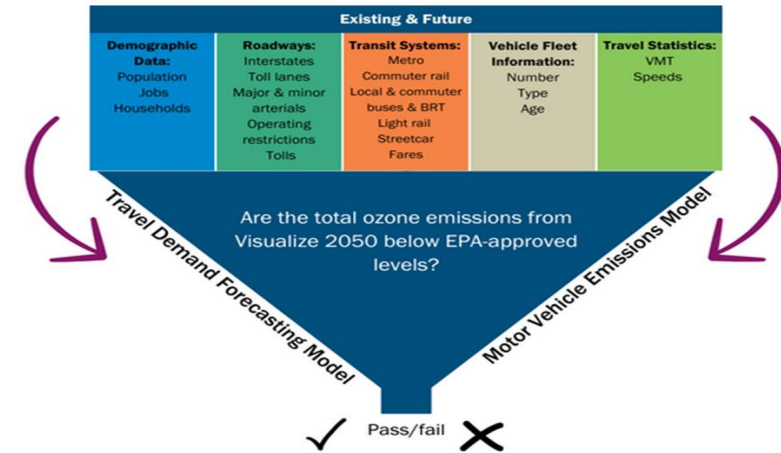 Existing & Future
Demographic
Data:
Population
Jobs
Households
Roadways:
Interstates
Toll lanes
Major & minor
arterials
Operating
restrictions
Tolls
Transit Systems:
Metro
Commuter rail
Local & commuter
buses & BRT
Light rail
Streetcar
Fares
Vehicle Fleet
Information:
Number
Type
Age
Travel Statistics:
VMT
Speeds
Travel Demand Forecasting Model
Are the total ozone emissions from
Visualize 2050 below EPA-approved
levels?
Motor Vehicle Emissions Model
Pass/fail